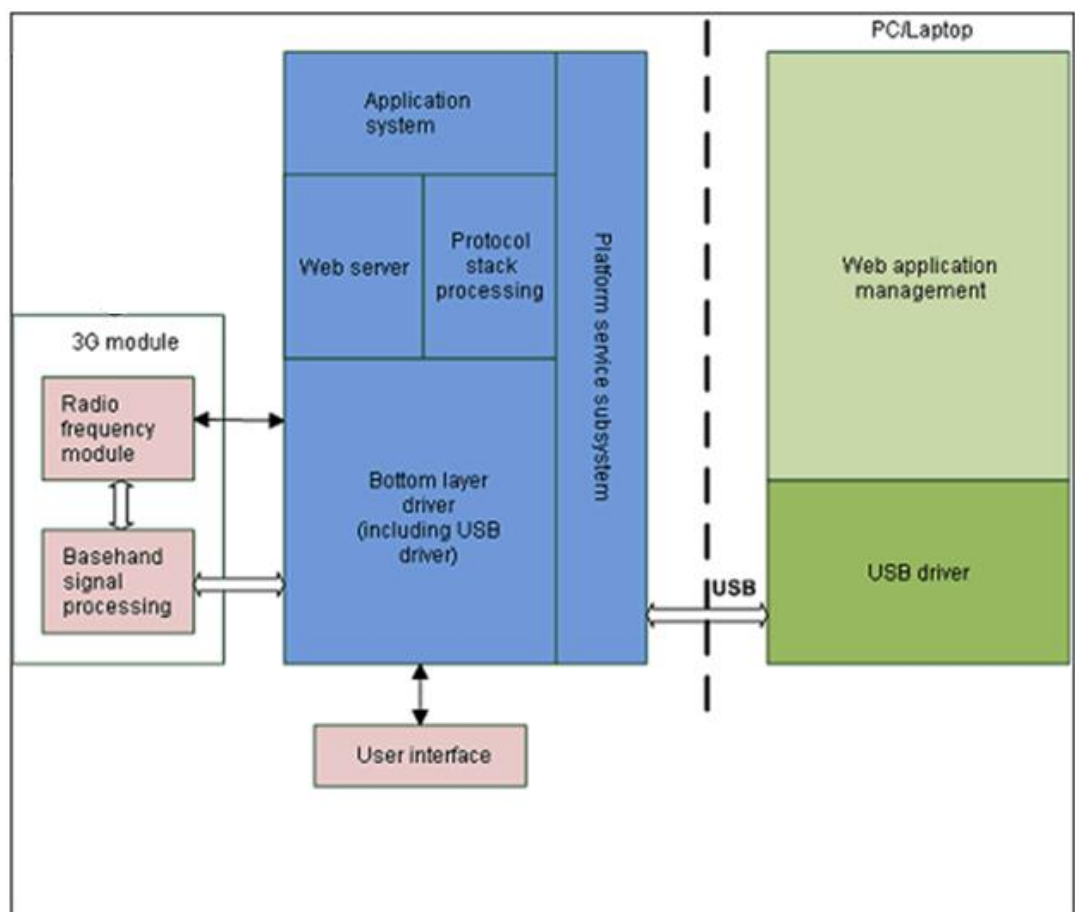 PC/Laptop
Application
system
Web server
Protocol
stack
processing
Platform service subsystem
Web application
management
3G module
Radio
frequency
module
Bottom layer
driver
(including USB
driver)
Basehand
signal
processing
USB
USB driver
User interface